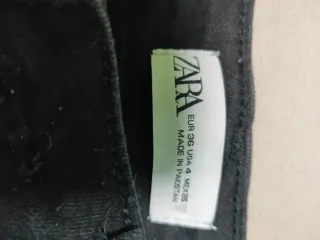 ZARA
EUR 36 USA 4 MEX 26
MADE IN PAKISTAN